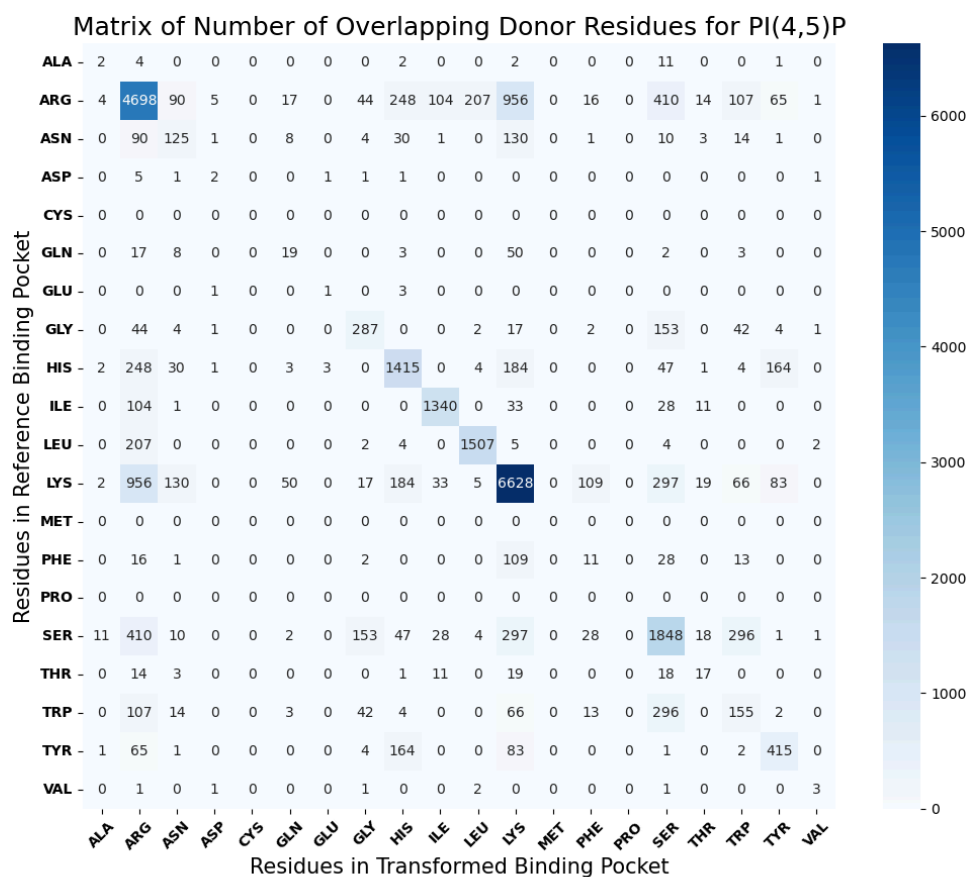 Matrix of Number of Overlapping Donor Residues for PI(4,5)P
ALA 2 4 0 0 0 0 0 0 2 0 0 2 0 0 0 11 0 0 1 0
ARG 4 4698 90 5 0 17 0 44 248 104 207 956 0 16 0 410 14 107 65 1
ASN 0 90 125 1 0 8 0 4 30 1 0 130 0 1 0 10 3 14 1 0
ASP 0 5 1 2 0 0 1 1 1 0 0 0 0 0 0 0 0 0 0 1
CYS 0 0 0 0 0 0 0 0 0 0 0 0 0 0 0 0 0 0 0 0
GLN 0 17 8 0 0 19 0 0 3 0 0 50 0 0 0 2 0 3 0 0
GLU 0 0 0 1 0 0 1 0 3 0 0 0 0 0 0 0 0 0 0 0
GLY 0 44 4 1 0 0 0 287 0 0 2 17 0 2 0 153 0 42 4 1
HIS 2 248 30 1 0 3 3 0 1415 0 4 184 0 0 0 47 1 4 164 0
ILE 0 104 1 0 0 0 0 0 0 1340 0 33 0 0 0 28 11 0 0 0
LEU 0 207 0 0 0 0 0 2 4 0 1507 5 0 0 0 4 0 0 0 2
LYS 2 956 130 0 0 50 0 17 184 33 5 6628 0 109 0 297 19 66 83 0
MET 0 0 0 0 0 0 0 0 0 0 0 0 0 0 0 0 0 0 0 0
PHE 0 16 1 0 0 0 0 2 0 0 0 109 0 11 0 28 0 13 0 0
PRO 0 0 0 0 0 0 0 0 0 0 0 0 0 0 0 0 0 0 0 0
SER 11 410 10 0 0 2 0 153 47 28 4 297 0 28 0 1848 18 296 1 1
THR 0 14 3 0 0 0 0 0 1 11 0 19 0 0 0 18 17 0 0 0
TRP 0 107 14 0 0 3 0 42 4 0 0 66 0 13 0 296 0 155 2 0
TYR 1 65 1 0 0 0 0 4 164 0 0 83 0 0 0 1 0 2 415 0
VAL 0 1 0 1 0 0 0 1 0 0 2 0 0 0 0 1 0 0 0 3
ALA ARG ASN ASP CYS GLN GLU GLY HIS ILE LEU LYS MET PHE PRO SER THR TRP TYR VAL
Residues in Transformed Binding Pocket
Residues in Reference Binding Pocket
6000
5000
4000
3000
2000
1000
0